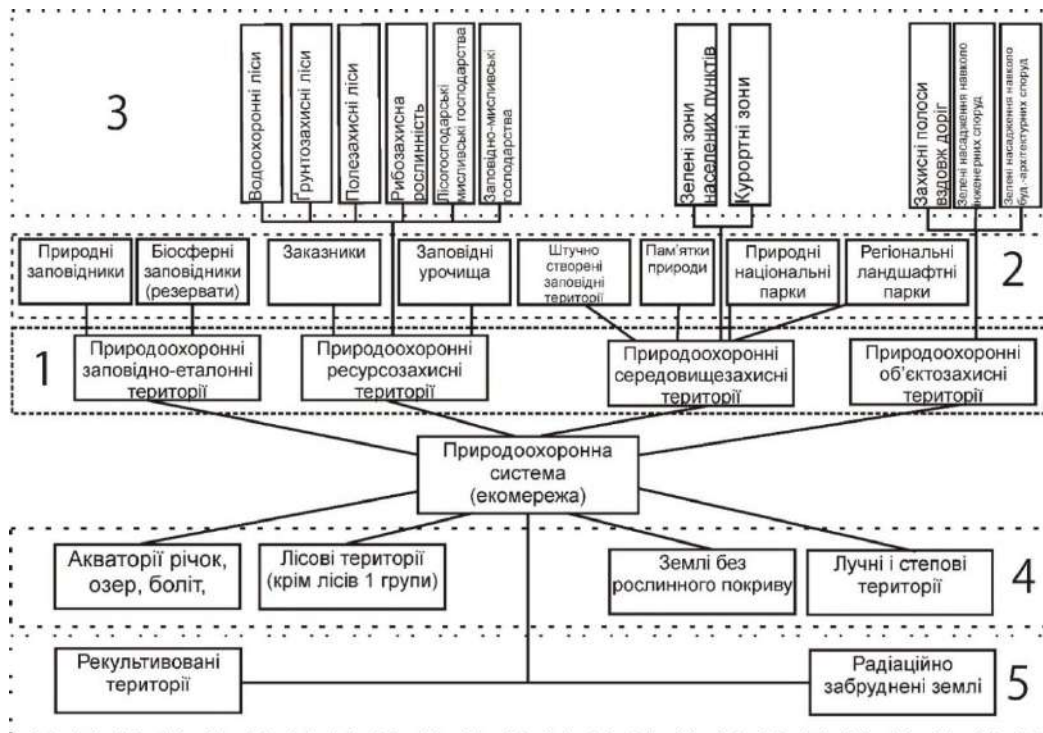 3
Водоохоронні ліси
Ґрунтозахисні ліси
Полезахисні ліси
Рибозахисна
рослинність
Лісогосподарські
мисливські господарства
Заповідно-мисливські
господарства
Зелені зони
населених пунктів
Курортні зони
Захисні полоси
вздовж доріг
Зелені насадження навколо
інженерних споруд
Зелені насадження навколо
буд.-архітектурних споруд
Природні
заповідники
Біосферні
заповідники
(резервати)
Заказники
Заповідні
урочища
Штучно
створені
заповідні
території
Пам'ятки
природи
Природні
національні
парки
Регіональні
ландшафтні
парки
2
1
Природоохоронні
заповідно-еталонні
території
Природоохоронні
ресурсозахисні
території
Природоохоронні
середовищезахисні
території
Природоохоронні
об'єктозахисні
території
Природоохоронна
система
(екомережа)
Акваторії річок,
озер, боліт,
Лісові території
(крім лісів 1 групи)
Землі без
рослинного покриву
Лучні і степові
території
4
Рекультивовані
території
Радіаційно
забруднені землі
5